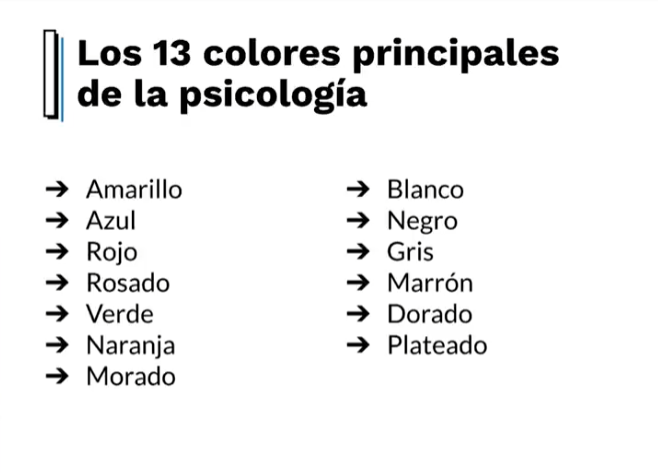 Los 13 colores principales
de la psicología
→ Amarillo
→ Azul
→ Rojo
→ Rosado
→ Verde
→ Naranja
→ Morado
→ Blanco
→ Negro
→ Gris
→ Marrón
→ Dorado
→ Plateado